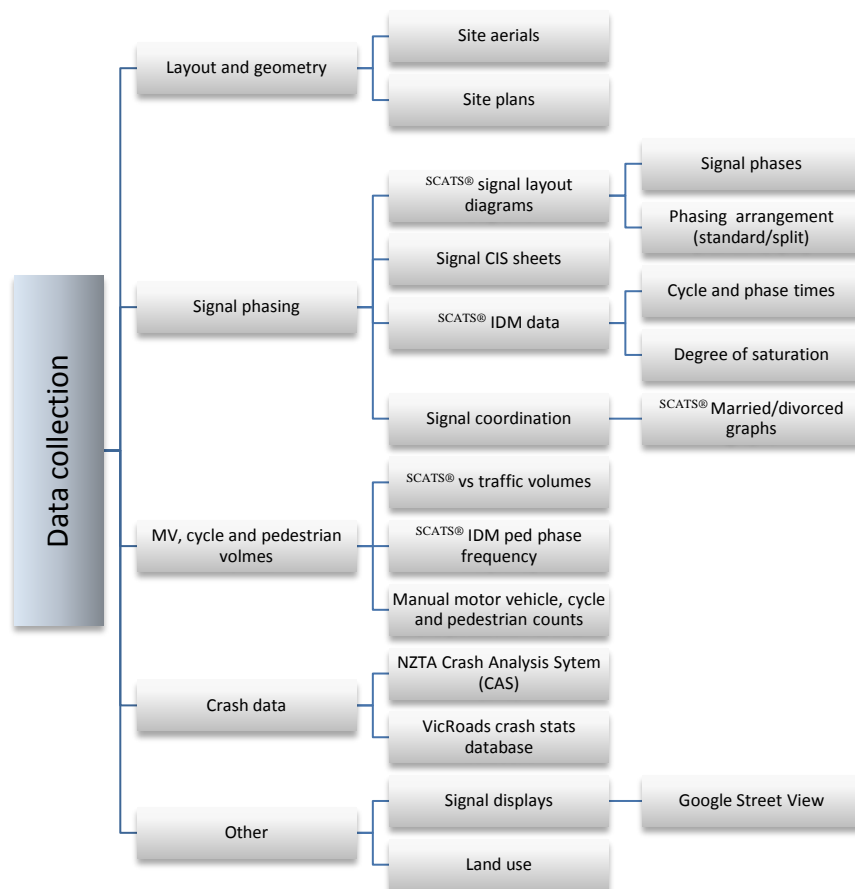 Data collection
Layout and geometry
Site aerials
Site plans
Signal phasing
SCATS® signal layout
diagrams
Signal phases
Phasing arrangement
(standard/split)
Signal CIS sheets
SCATS® IDM data
Cycle and phase times
Degree of saturation
Signal coordination
SCATS® Married/divorced
graphs
MV, cycle and pedestrian
volmes
SCATS® vs traffic volumes
SCATS® IDM ped phase
frequency
Manual motor vehicle, cycle
and pedestrian counts
Crash data
NZTA Crash Analysis Sytem
(CAS)
VicRoads crash stats
database
Other
Signal displays
Google Street View
Land use